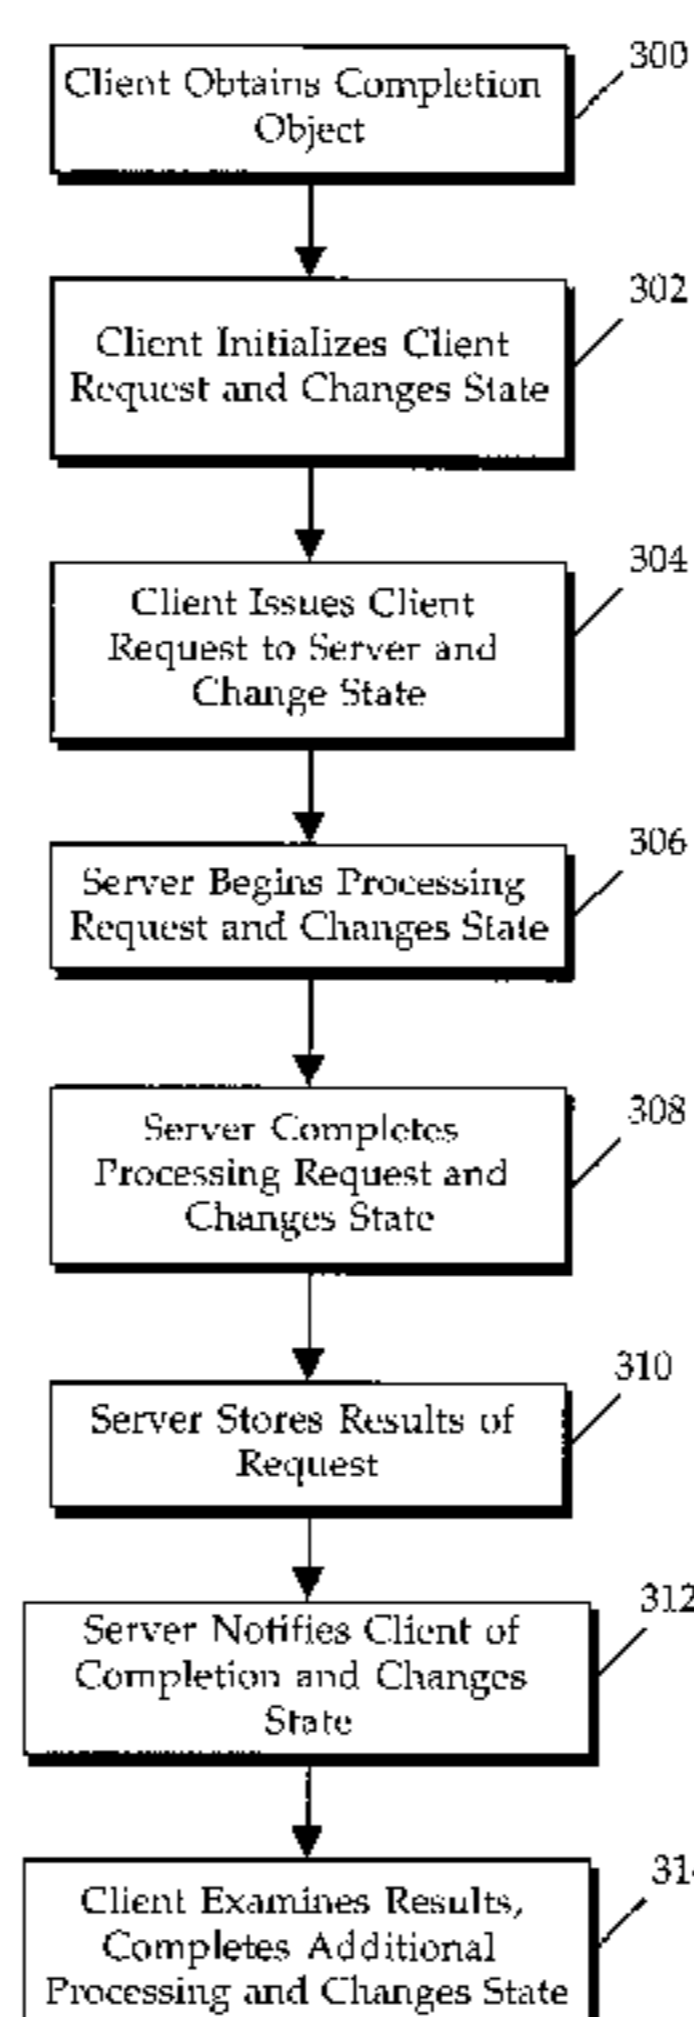 Client Obtains Completion
Object
300
Client Initializes Client
Request and Changes State
302
Client Issues Client
Request to Server and
Change State
304
Server Begins Processing
Request and Changes State
306
Server Completes
Processing Request and
Changes State
308
Server Stores Results of
Request
310
Server Notifies Client of
Completion and Changes
State
312
Client Examines Results,
Completes Additional
Processing and Changes State